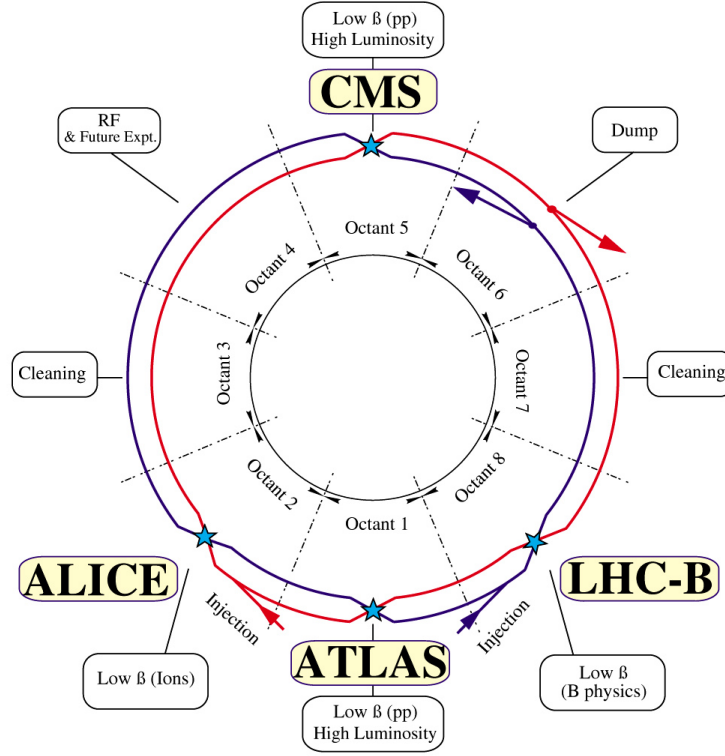 Low ß (pp)
High Luminosity
CMS
RF
& Future Expt.
Dump
Octant 5
Octant 4
Octant 6
Cleaning
Octant 3
Octant 7
Cleaning
Octant 2
Octant 8
Octant 1
ALICE
LHC-B
Injection
Injection
ATLAS
Low ß (Ions)
Low ß
(B physics)
Low ß (pp)
High Luminosity